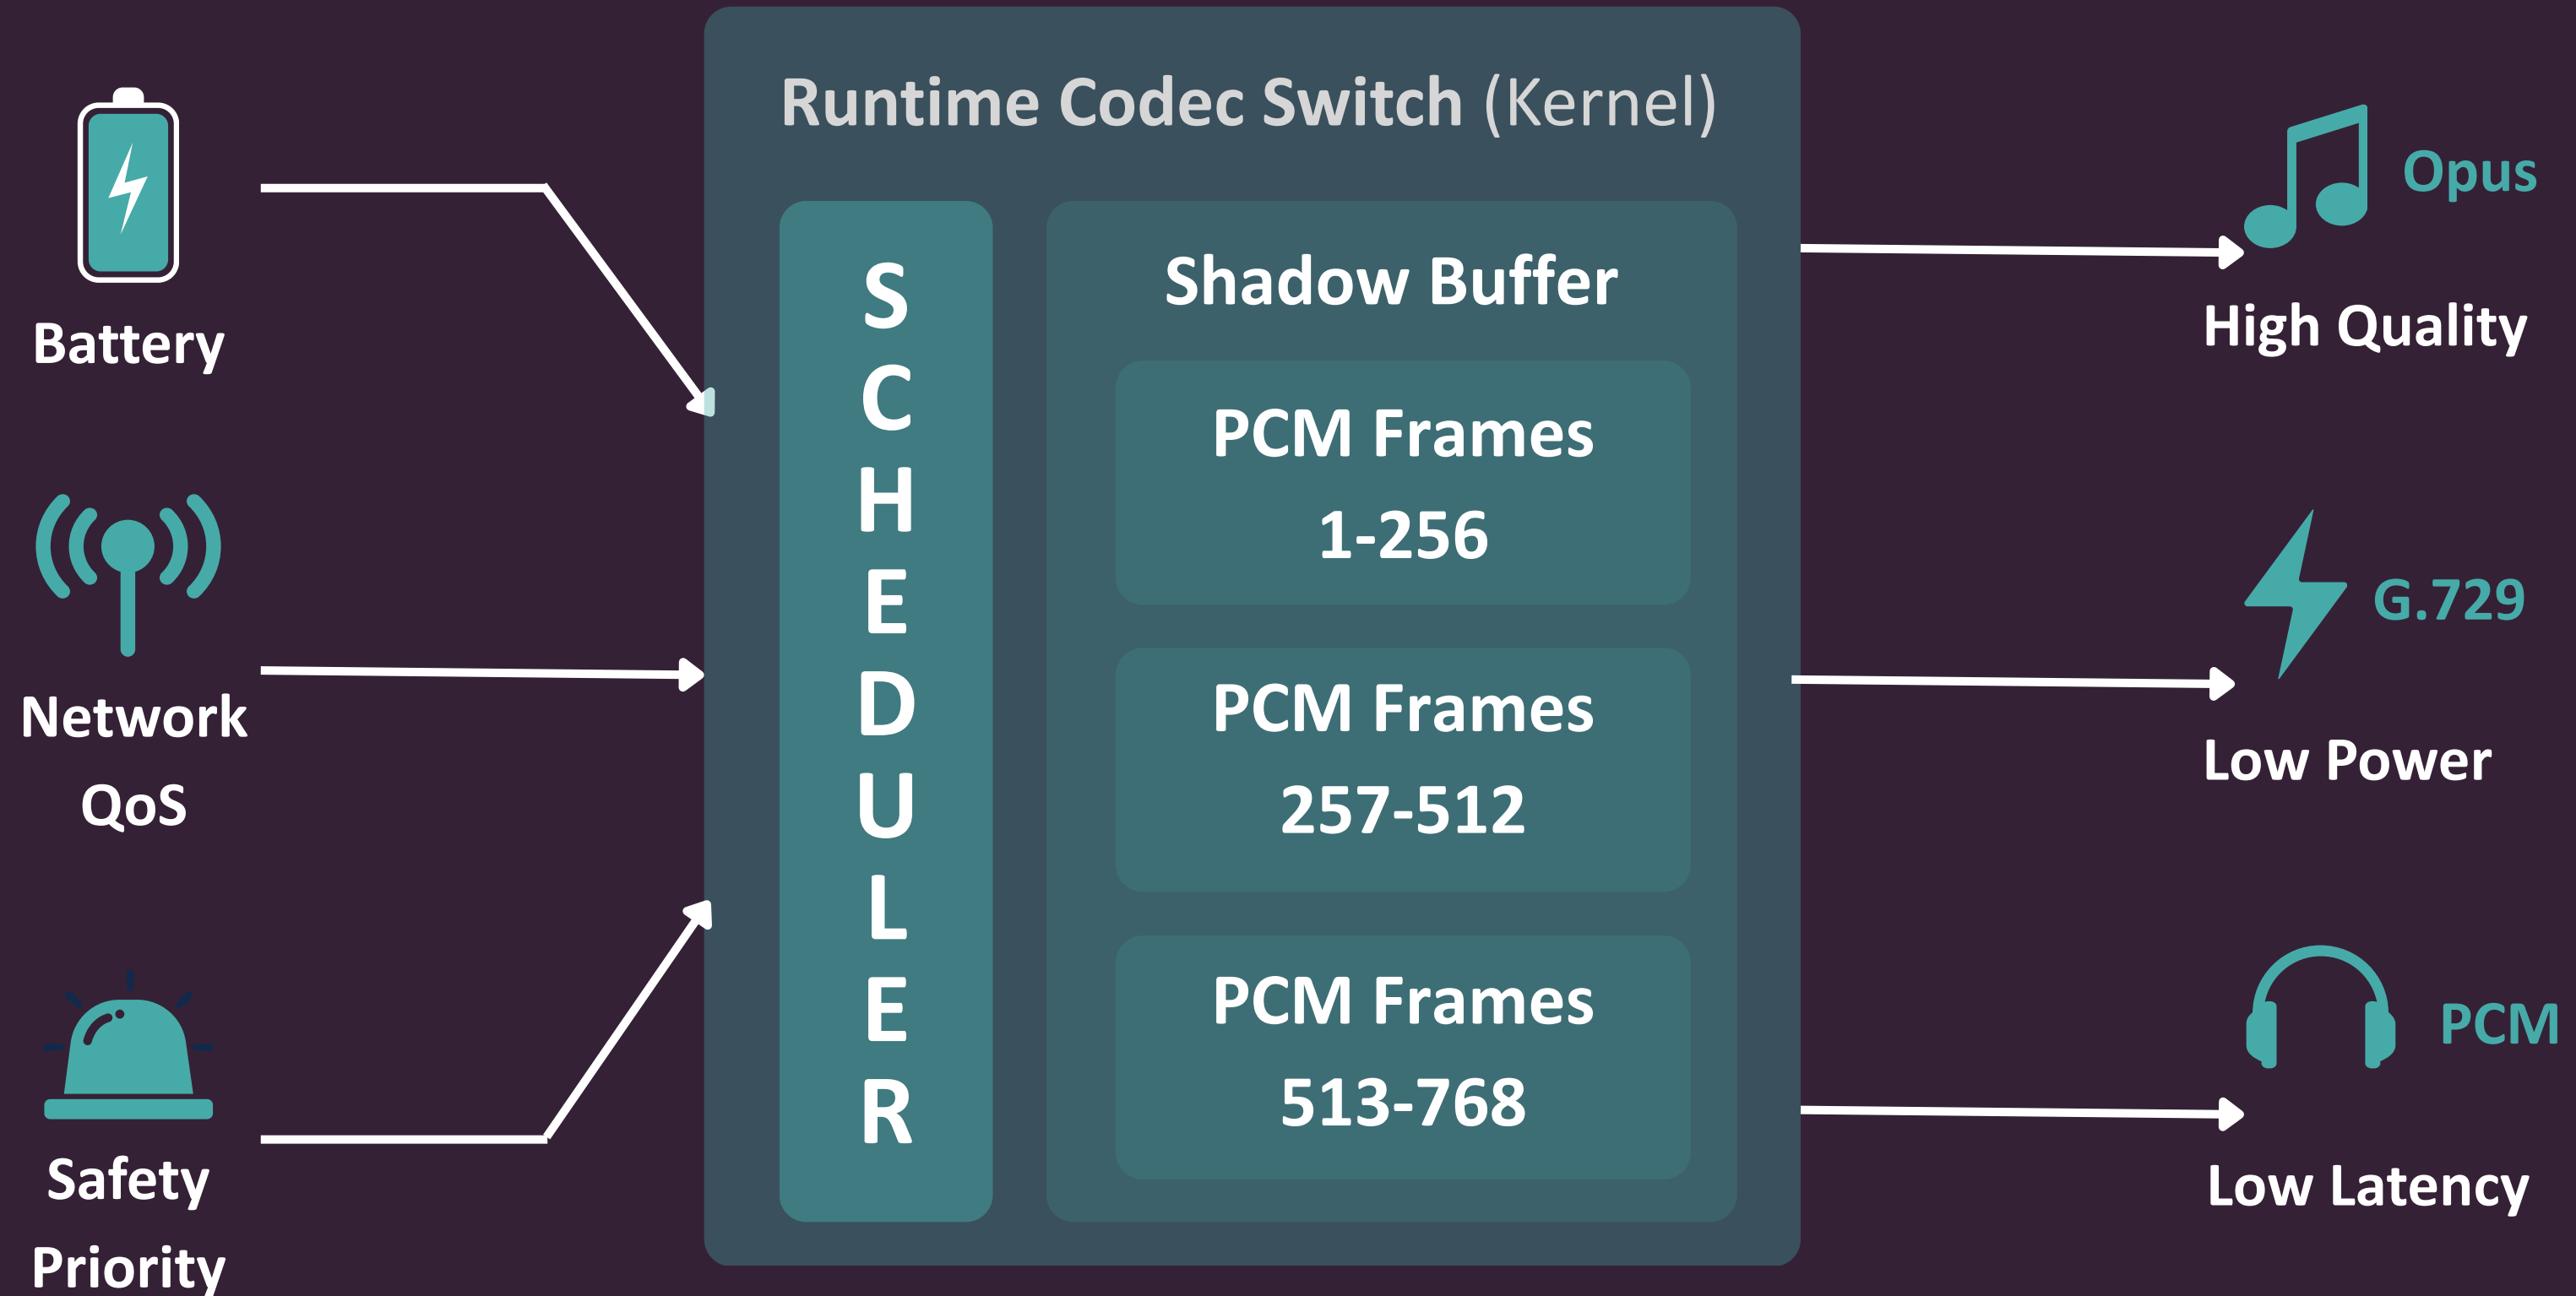 Runtime Codec Switch (Kernel)
Battery
Network
QoS
Safety
Priority
SCHEDULER
Shadow Buffer
PCM Frames
1-256
PCM Frames
257-512
PCM Frames
513-768
Opus
High Quality
G.729
Low Power
PCM
Low Latency